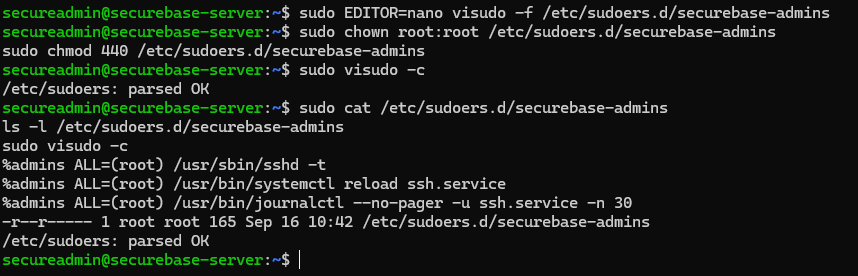 secureadmin@securebase-server:~$ sudo EDITOR=nano visudo -f /etc/sudoers.d/securebase-admins
secureadmin@securebase-server:~$ sudo chown root:root /etc/sudoers.d/securebase-admins
sudo chmod 440 /etc/sudoers.d/securebase-admins
secureadmin@securebase-server:~$ sudo visudo -c
/etc/sudoers: parsed OK
secureadmin@securebase-server:~$ sudo cat /etc/sudoers.d/securebase-admins
ls -l /etc/sudoers.d/securebase-admins
sudo visudo -c
%admins ALL=(root) /usr/sbin/sshd -t
%admins ALL=(root) /usr/bin/systemctl reload ssh.service
%admins ALL=(root) /usr/bin/journalctl --no-pager -u ssh.service -n 30
-r--r----- 1 root root 165 Sep 16 10:42 /etc/sudoers.d/securebase-admins
/etc/sudoers: parsed OK
secureadmin@securebase-server:~$